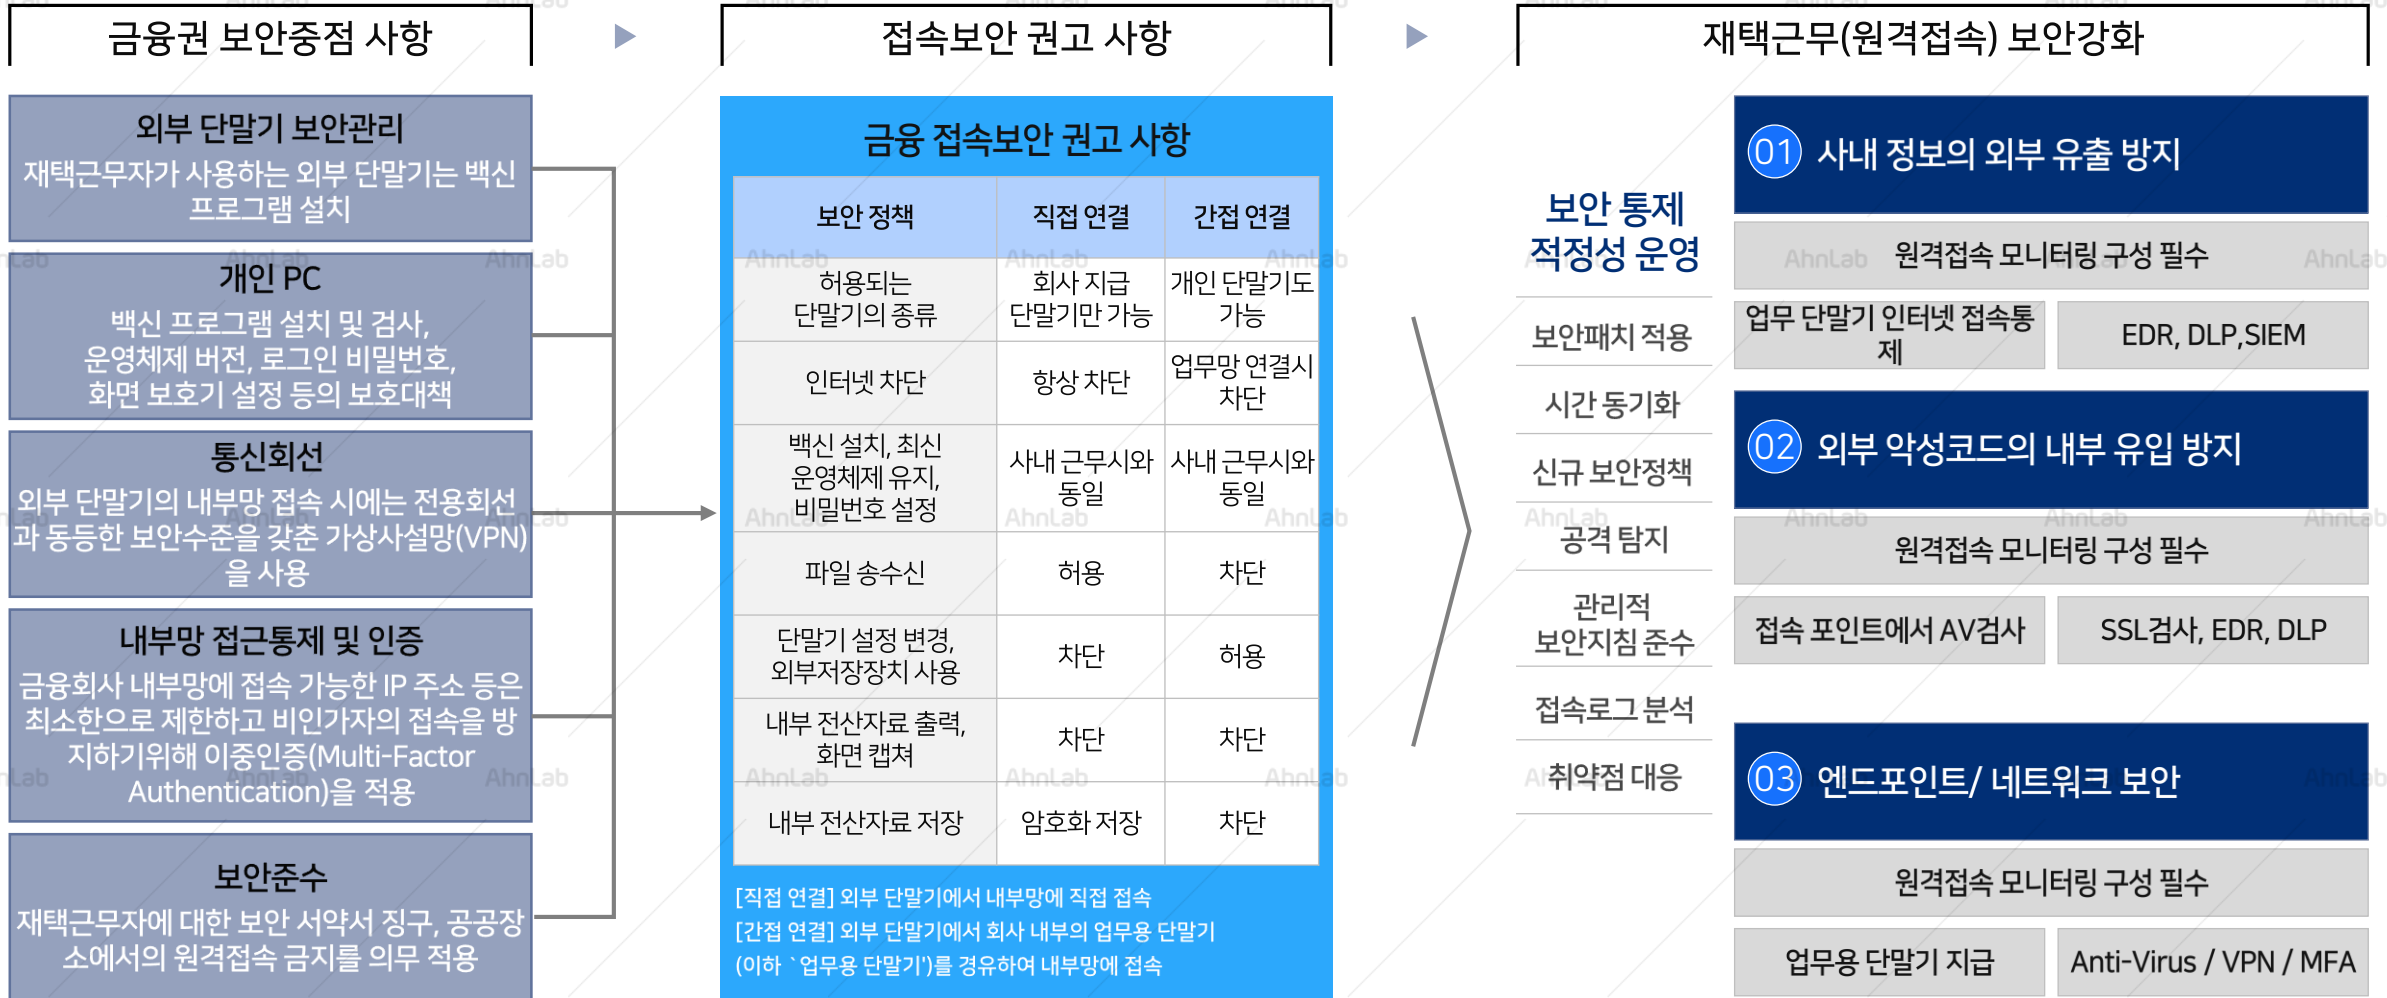 금융권 보안중점 사항
접속보안 권고 사항
재택근무(원격접속) 보안강화
외부 단말기 보안관리
재택근무자가 사용하는 외부 단말기는 백신
프로그램 설치
개인 PC
백신 프로그램 설치 및 검사,
운영체제 버전, 로그인 비밀번호,
화면 보호기 설정 등의 보호대책
통신회선
외부 단말기의 내부망 접속 시에는 전용회선
과 동등한 보안수준을 갖춘 가상사설망(VPN)
을 사용
내부망 접근통제 및 인증
금융회사 내부망에 접속 가능한 IP 주소 등은
최소한으로 제한하고 비인가자의 접속을 방
지하기위해 이중인증(Multi-Factor
Authentication)을 적용
보안준수
재택근무자에 대한 보안 서약서 징구, 공공장
소에서의 원격접속 금지를 의무 적용
금융 접속보안 권고 사항
보안 정책 직접 연결 간접 연결
허용되는
단말기의 종류
회사 지급
단말기만 가능
개인 단말기도
가능
인터넷 차단
항상 차단
업무망 연결시
차단
백신 설치, 최신
운영체제 유지,
비밀번호 설정
사내 근무시와
동일
사내 근무시와
동일
파일 송수신 허용 차단
단말기 설정 변경,
외부저장장치 사용
차단
허용
내부 전산자료 출력,
화면 캡쳐
차단
차단
내부 전산자료 저장 암호화 저장 차단
[직접 연결] 외부 단말기에서 내부망에 직접 접속
[간접 연결] 외부 단말기에서 회사 내부의 업무용 단말기
(이하 `업무용 단말기')를 경유하여 내부망에 접속
보안 통제
적정성 운영
보안패치 적용
시간 동기화
신규 보안정책
공격 탐지
관리적
보안지침 준수
접속로그 분석
취약점 대응
01 사내 정보의 외부 유출 방지
원격접속 모니터링 구성 필수
업무 단말기 인터넷 접속통
제
EDR, DLP,SIEM
02 외부 악성코드의 내부 유입 방지
원격접속 모니터링 구성 필수
접속 포인트에서 AV검사
SSL검사, EDR, DLP
03 엔드포인트/ 네트워크 보안
원격접속 모니터링 구성 필수
업무용 단말기 지급
Anti-Virus / VPN / MFA